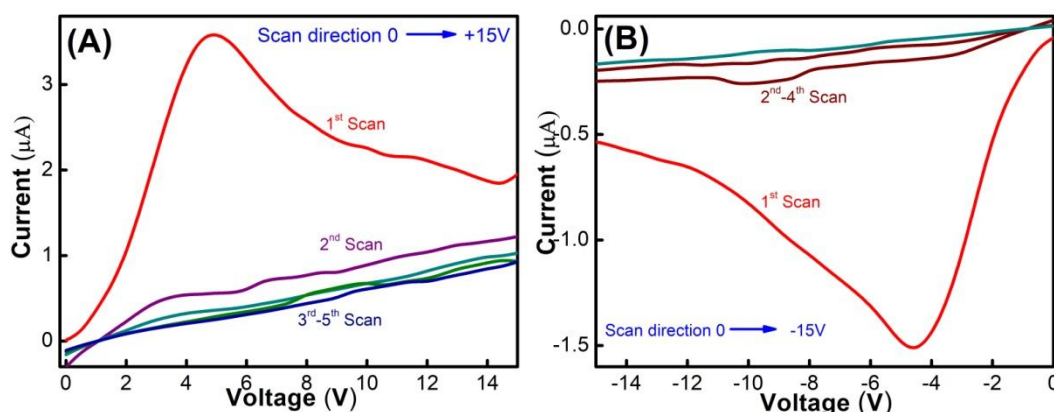 (A)
Scan direction 0 → +15V
1st Scan
2nd Scan
3rd-5th Scan
Current (μA)
3
2
1
0
0 2 4 6 8 10 12 14
Voltage (V)
(B)
2nd-4th Scan
1st Scan
Scan direction 0 → -15V
Current (μA)
0.0
-0.5
-1.0
-1.5
-14 -12 -10 -8 -6 -4 -2 0
Voltage (V)